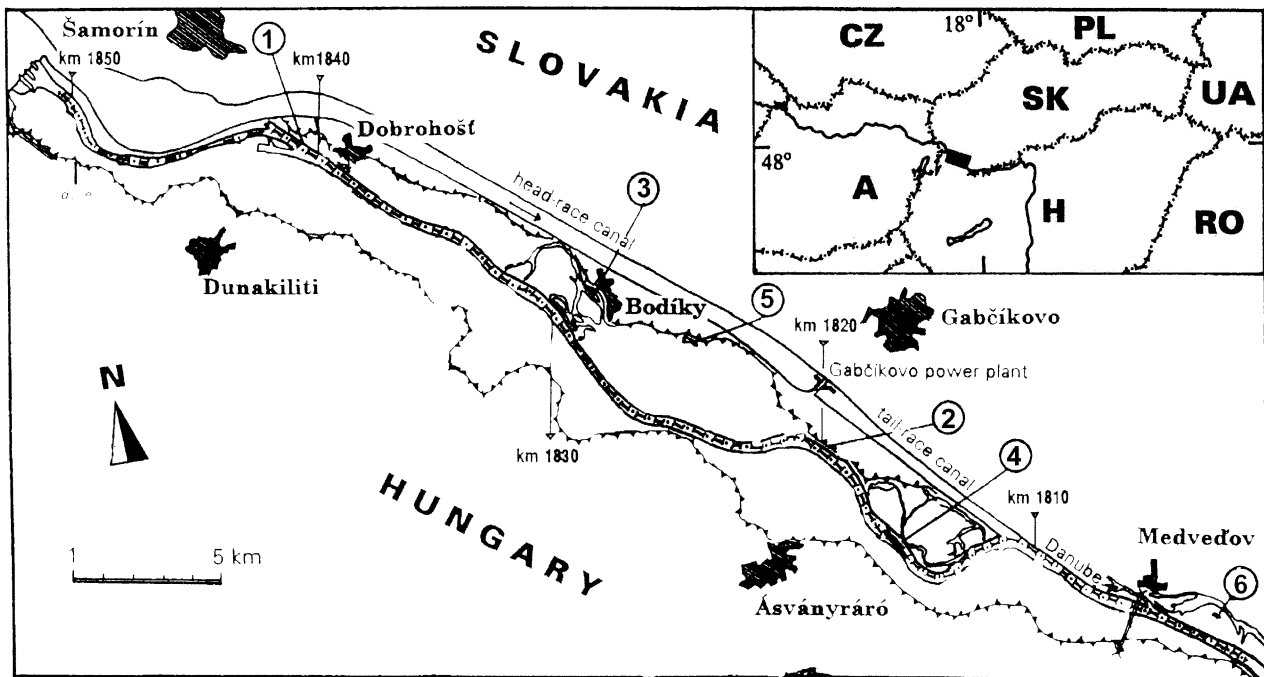 Šamorín
km 1850
1
km 1840
SLOVAKIA
Dobrohošť
head-race canal
3
Dunakiliti
Bodíky
5
km 1820
Gabčíkovo
Gabčíkovo power plant
N
2
tail-race canal
4
km 1830
km 1810
HUNGARY
1 5 km
Danube
Medveďov
6
Ásványráró
CZ
18°
PL
SK
UA
48°
A
H
RO